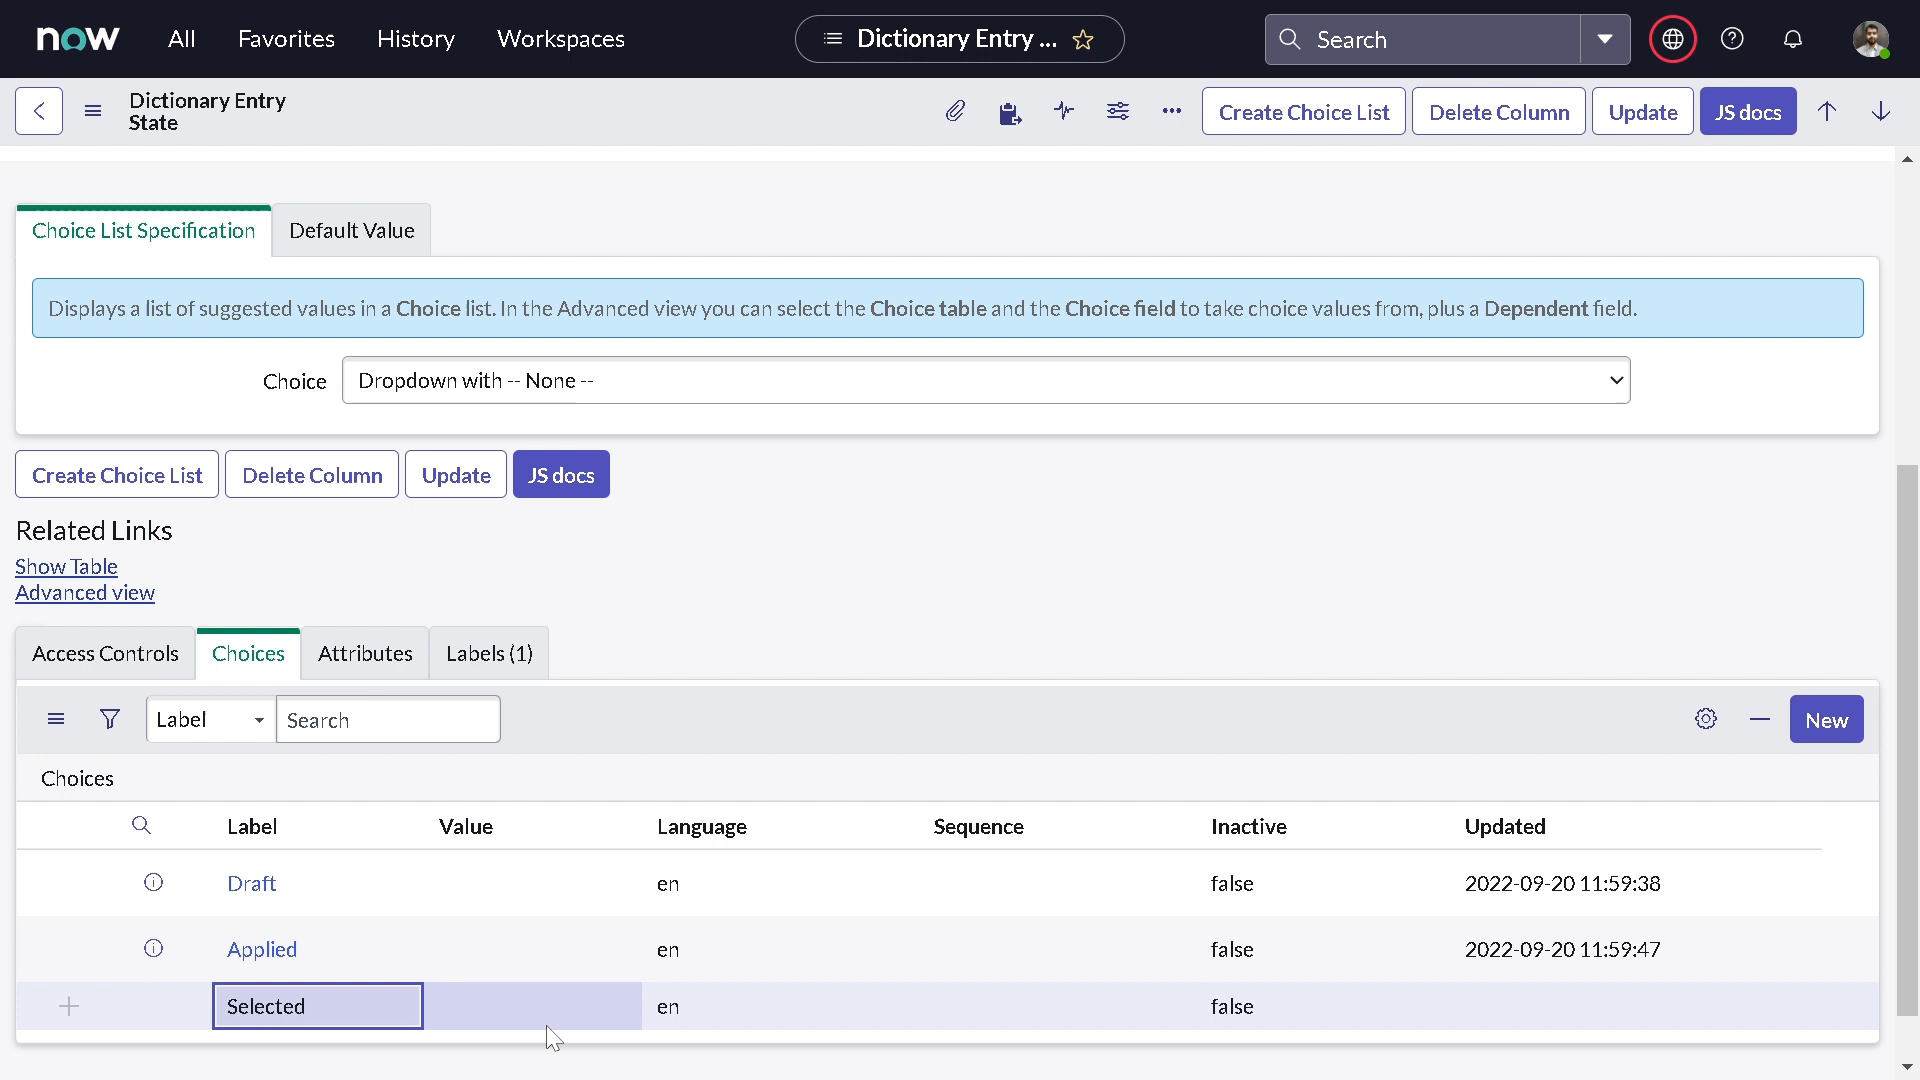 now All Favorites History Workspaces Dictionary Entry ... Search
Dictionary Entry
State
Create Choice List Delete Column Update JS docs
Choice List Specification Default Value
Displays a list of suggested values in a Choice list. In the Advanced view you can select the Choice table and the Choice field to take choice values from, plus a Dependent field.
Choice Dropdown with -- None --
Create Choice List Delete Column Update JS docs
Related Links
Show Table
Advanced view
Access Controls Choices Attributes Labels (1)
Label Search New
Choices
Label Value Language Sequence Inactive Updated
Draft en false 2022-09-20 11:59:38
Applied en false 2022-09-20 11:59:47
Selected en false